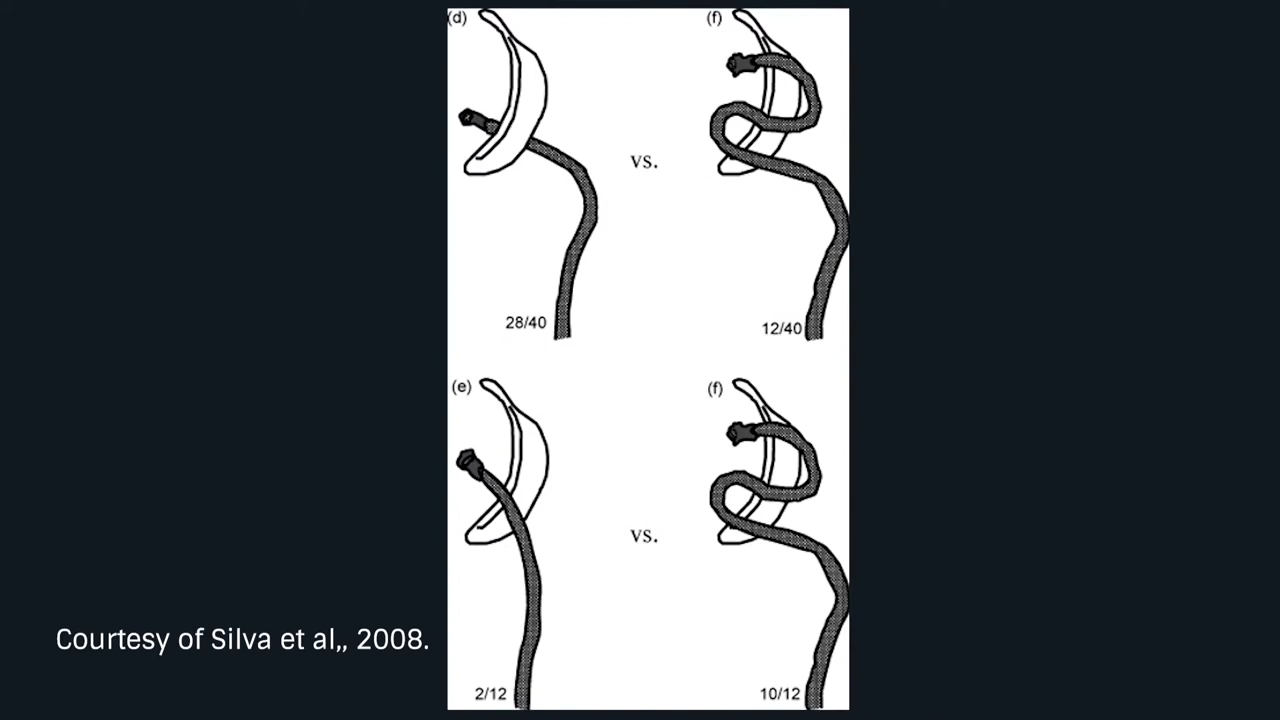 (d)
(f)
vs.
28/40
12/40
(e)
(f)
vs.
Courtesy of Silva et al,, 2008.
2/12
10/12